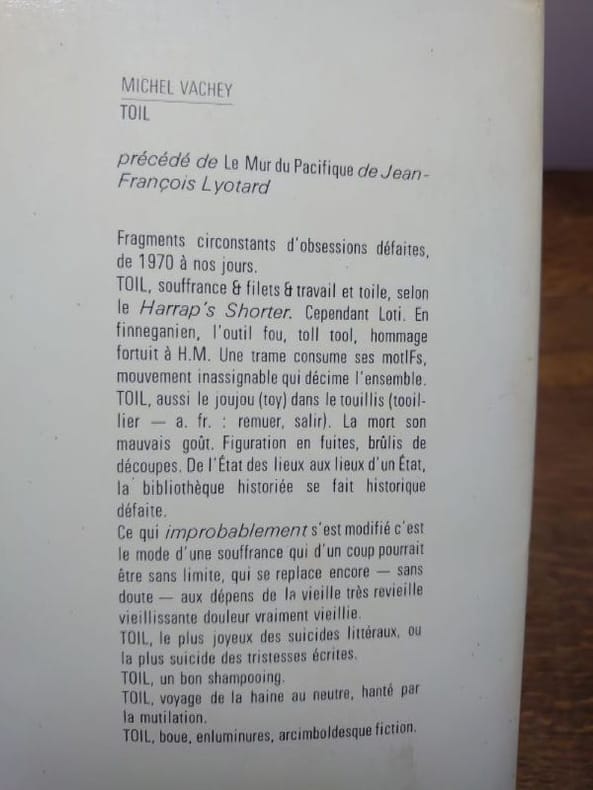 MICHEL VACHEY
TOIL
précédé de Le Mur du Pacifique de Jean-
François Lyotard
Fragments circonstants d'obsessions défaites,
de 1970 à nos jours.
TOIL, souffrance & filets & travail et toile, selon
le Harrap's Shorter. Cependant Loti. En
finneganien, l'outil fou, toll tool, hommage
fortuit à H.M. Une trame consume ses motIFs,
mouvement inassignable qui décime l'ensemble.
TOIL, aussi le joujou (toy) dans le touillis (tooil-
lier — a. fr. : remuer, salir). La mort son
mauvais goût. Figuration en fuites, brûlis de
découpes. De l'État des lieux aux lieux d'un État,
la bibliothèque historiée se fait historique
défaite.
Ce qui improbablement s'est modifié c'est
le mode d'une souffrance qui d'un coup pourrait
être sans limite, qui se replace encore — sans
doute — aux dépens de la vieille très revieille
vieillissante douleur vraiment vieillie.
TOIL, le plus joyeux des suicides littéraux, ou
la plus suicide des tristesses écrites.
TOIL, un bon shampooing.
TOIL, voyage de la haine au neutre, hanté par
la mutilation.
TOIL, boue, enluminures, arcimboldesque fiction.